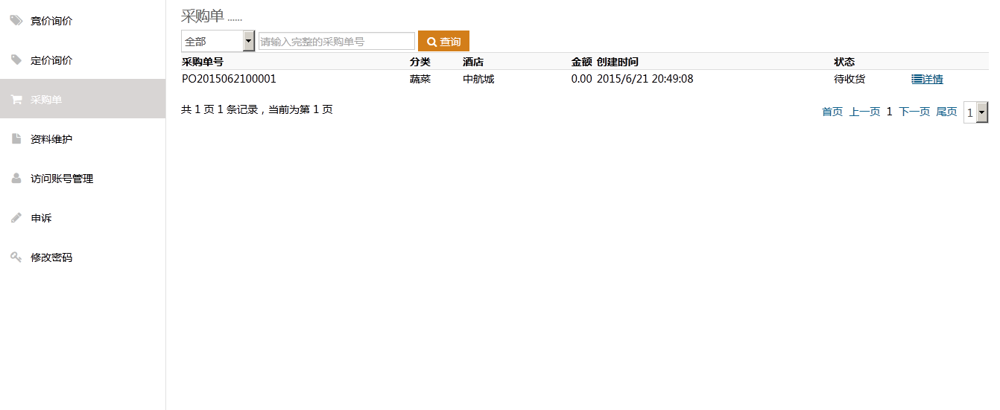 竟价询价
定价询价
采购单
资料维护
访问账号管理
申诉
修改密码
采购单 ......
全部 请输入完整的采购单号 查询
采购单号 分类 酒店 金额 创建时间 状态
PO2015062100001 蔬菜 中航城 0.00 2015/6/21 20:49:08 待收货 详情
共 1 页 1 条记录，当前为第 1 页 首页 上一页 1 下一页 尾页 1